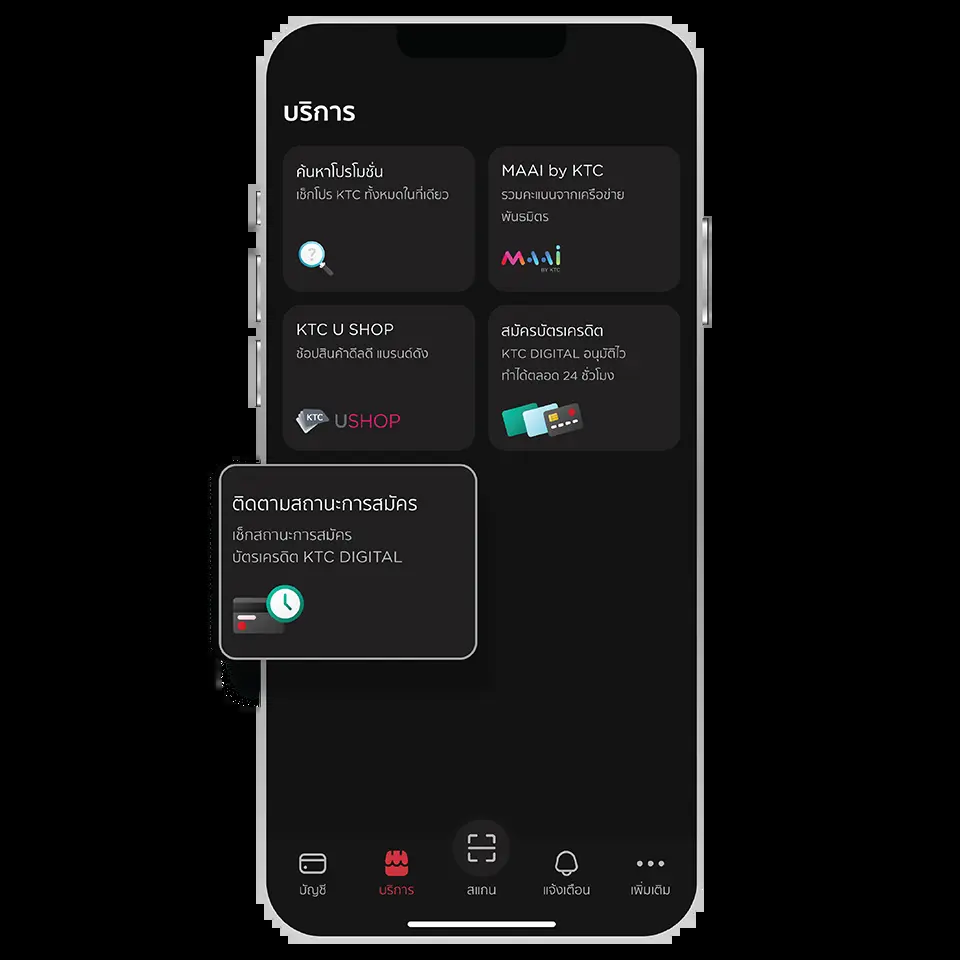 บริการ
ค้นหาโปรโมชั่น
เช็กโปร KTC ทั้งหมดในที่เดียว
?
MAAI by KTC
รวมคะแนนจากเครือข่าย
พันธมิตร
MAAi
BY KTC
KTC U SHOP
ช้อปสินค้าดีลดี แบรนด์ดัง
KTC USHOP
สมัครบัตรเครดิต
KTC DIGITAL อนุมัติไว
ทำได้ตลอด 24 ชั่วโมง
ติดตามสถานะการสมัคร
เช็กสถานะการสมัคร
บัตรเครดิต KTC DIGITAL
บัญชี
บริการ
สแกน
แจ้งเตือน
เพิ่มเติม